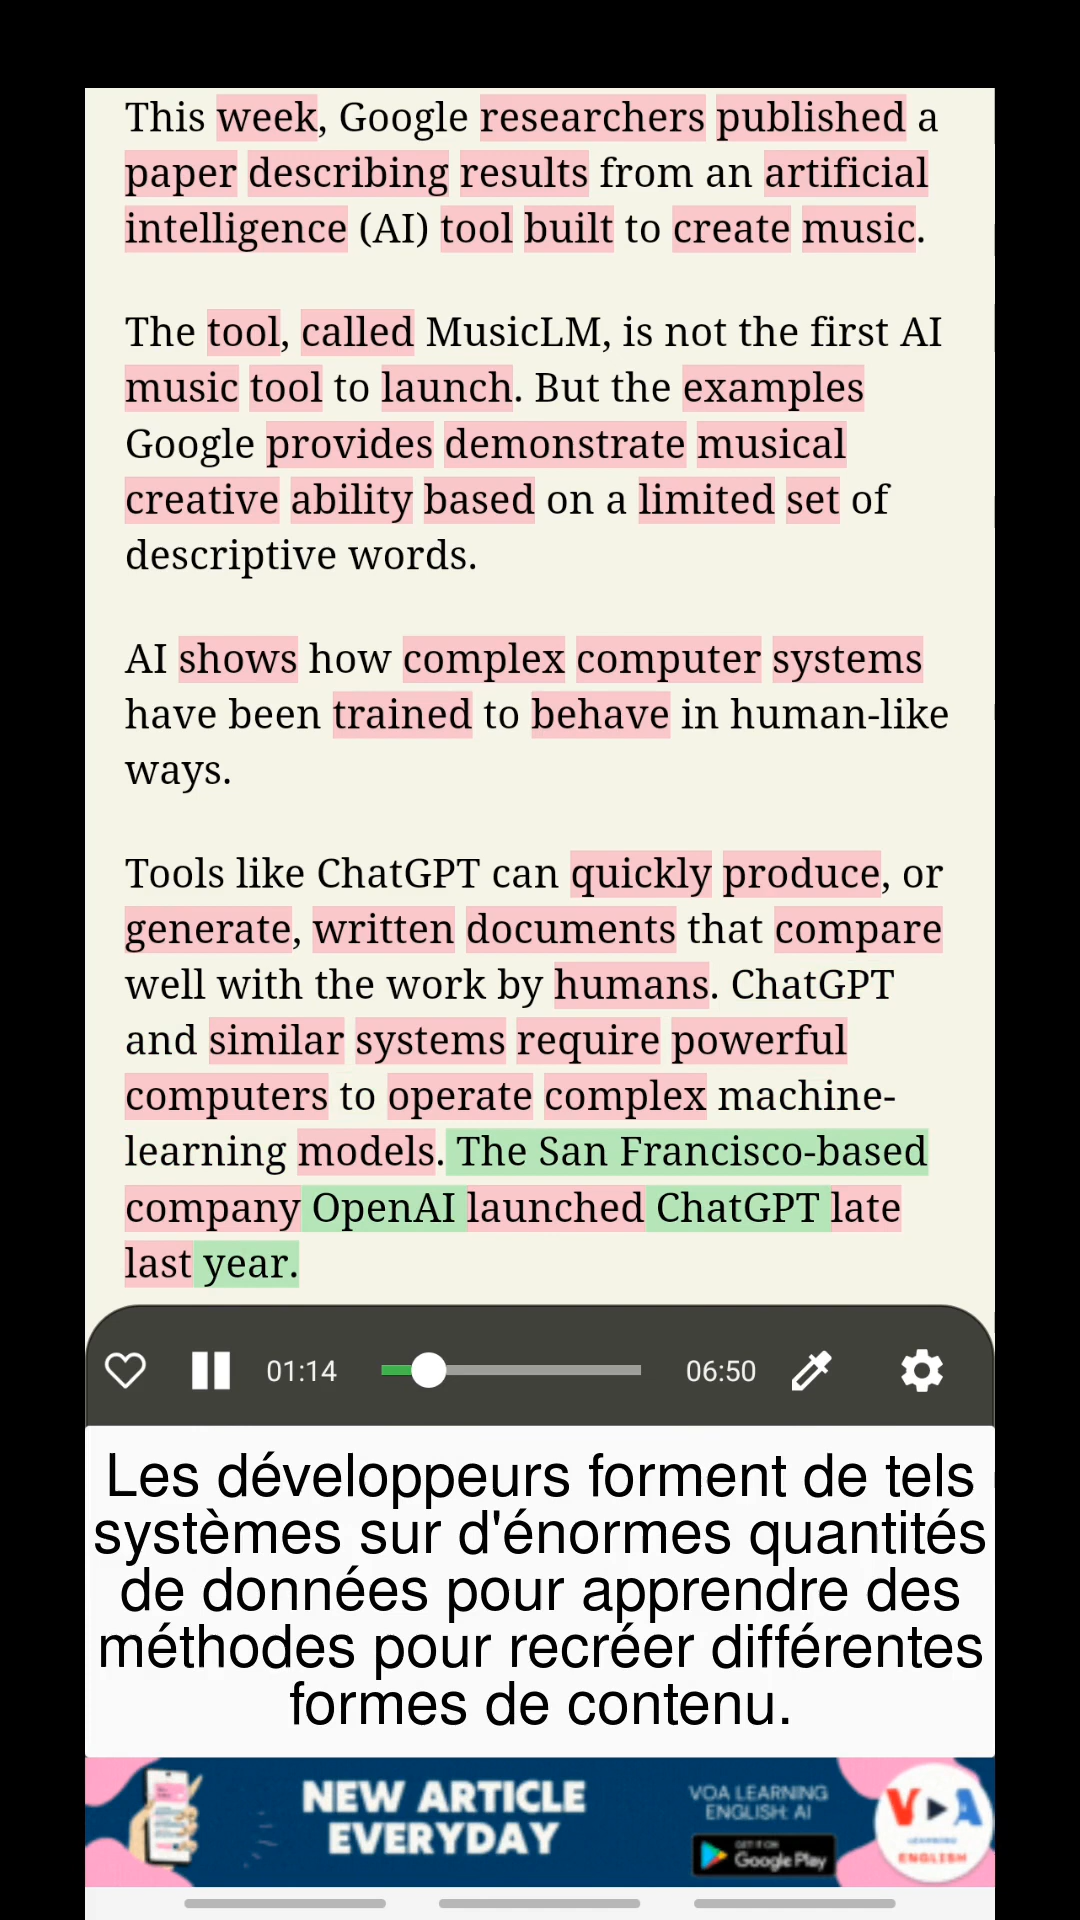 This week, Google researchers published a
paper describing results from an artificial
intelligence (AI) tool built to create music.
The tool, called MusicLM, is not the first AI
music tool to launch. But the examples
Google provides demonstrate musical
creative ability based on a limited set of
descriptive words.
AI shows how complex computer systems
have been trained to behave in human-like
ways.
Tools like ChatGPT can quickly produce, or
generate, written documents that compare
well with the work by humans. ChatGPT
and similar systems require powerful
computers to operate complex machine-
learning models. The San Francisco-based
company OpenAI launched ChatGPT late
last year.
01:14
06:50
Les développeurs forment de tels
systèmes sur d'énormes quantités
de données pour apprendre des
méthodes pour recréer différentes
formes de contenu.
NEW ARTICLE
EVERYDAY
VOA LEARNING
ENGLISH: AI
GET IT ON
Google Play
VOA
LEARNING
ENGLISH